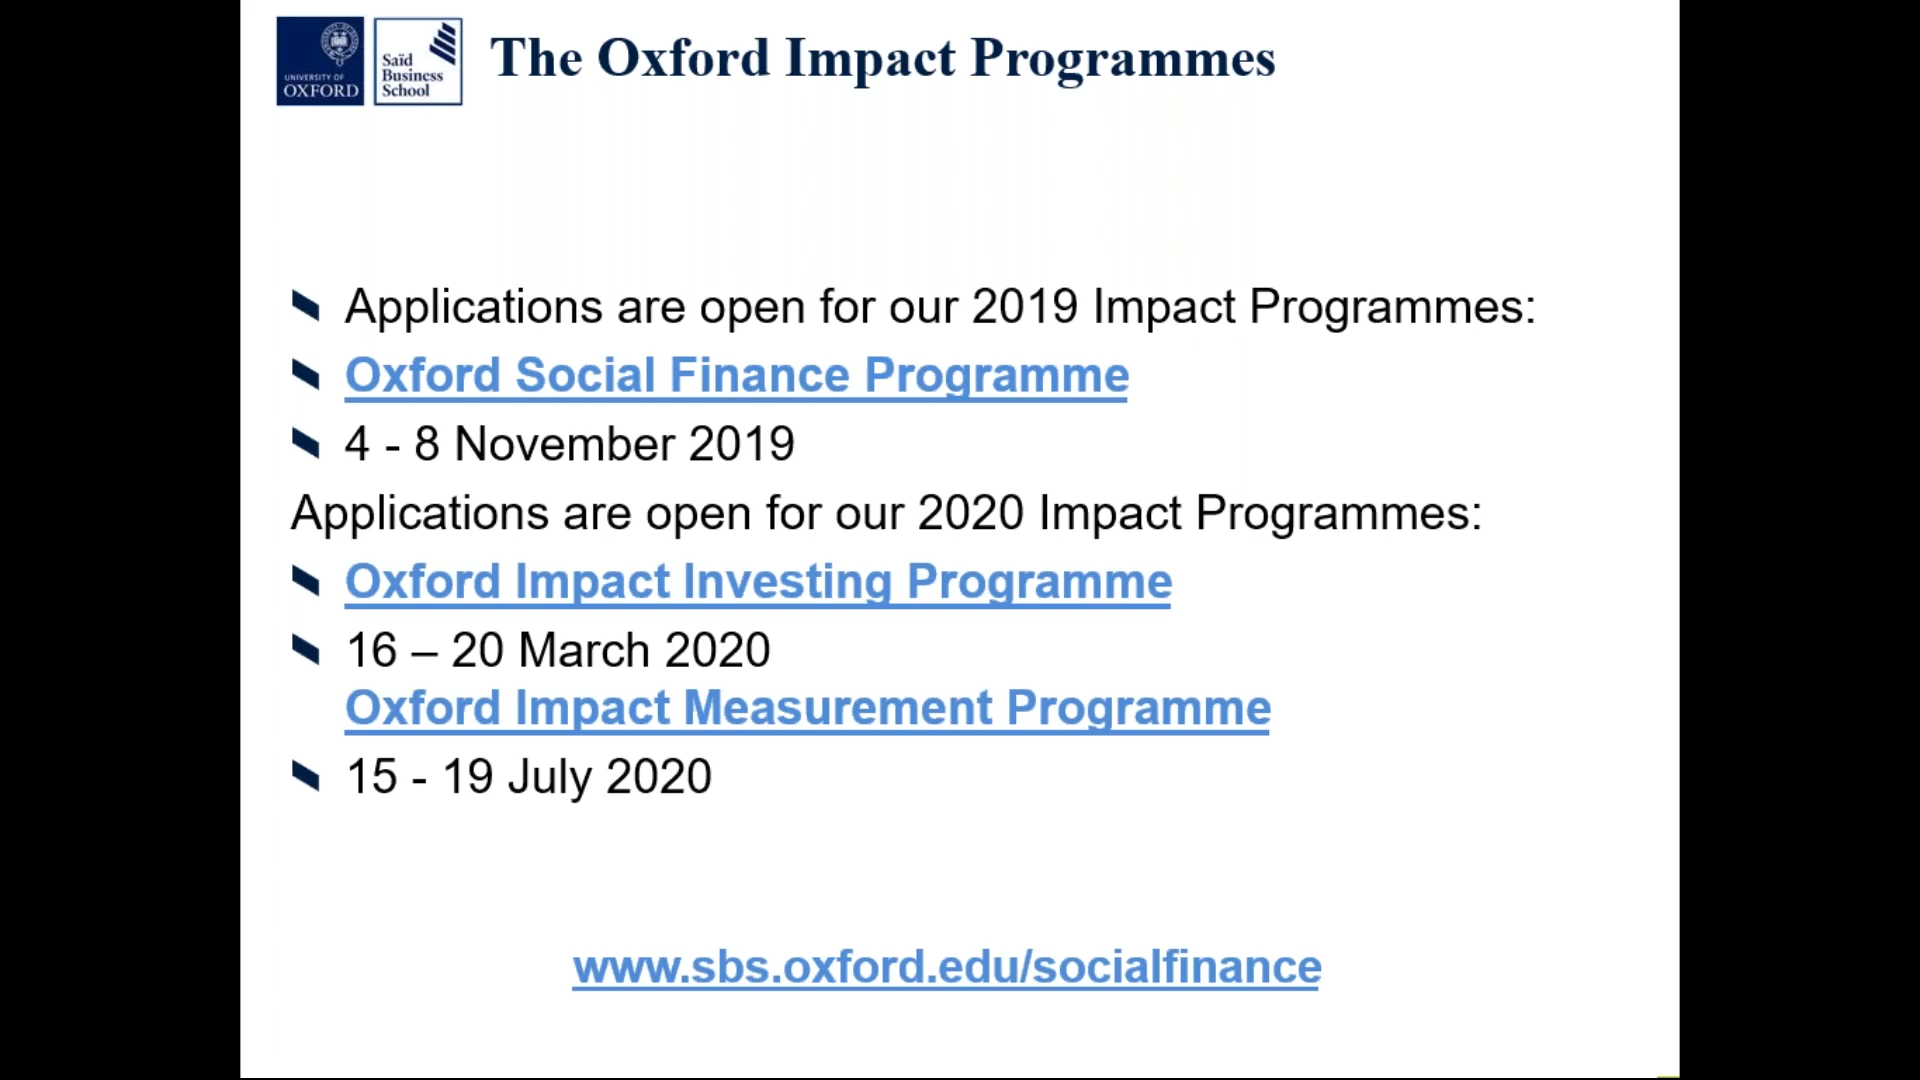 UNIVERSITY OF
OXFORD
Saïd
Business
School
The Oxford Impact Programmes
Applications are open for our 2019 Impact Programmes:
Oxford Social Finance Programme
4 - 8 November 2019
Applications are open for our 2020 Impact Programmes:
Oxford Impact Investing Programme
16 – 20 March 2020
Oxford Impact Measurement Programme
15 - 19 July 2020
www.sbs.oxford.edu/socialfinance